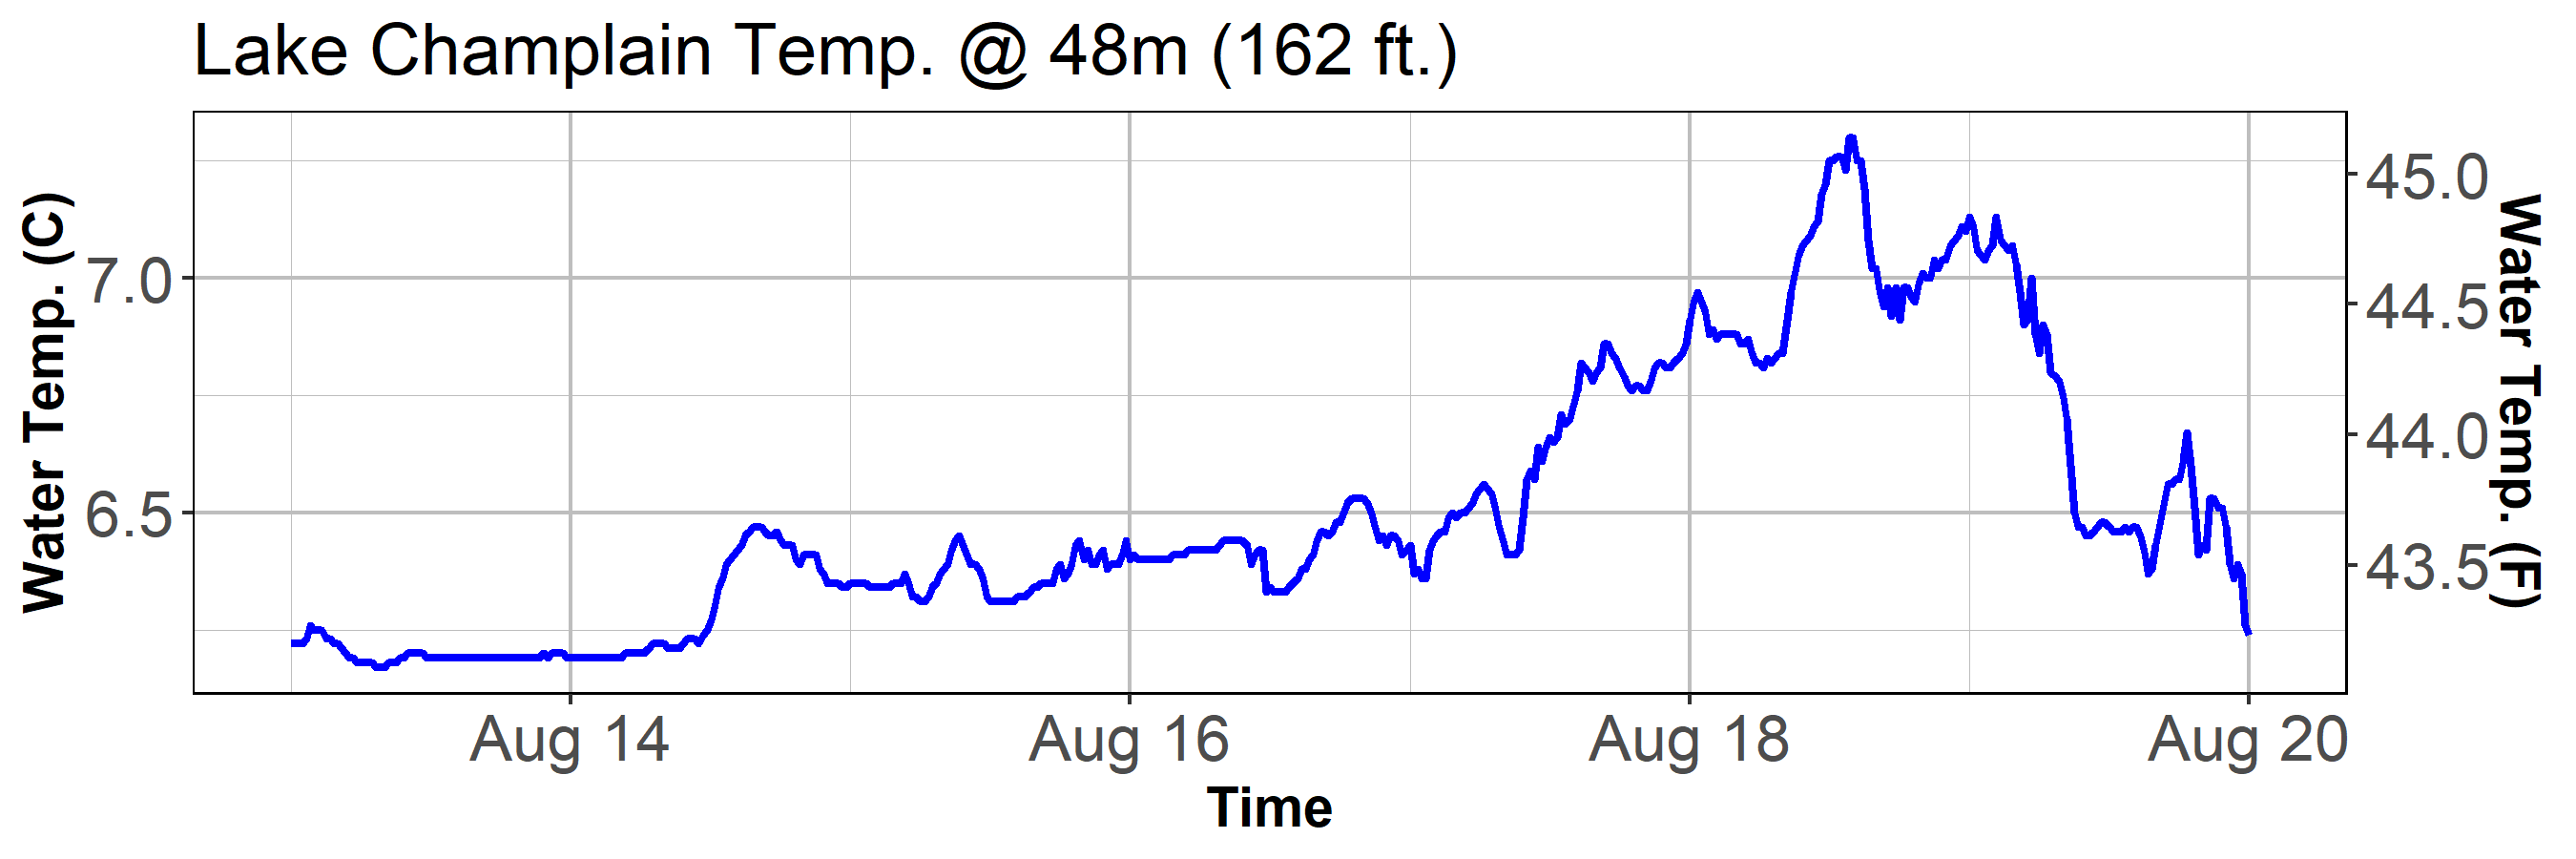 Lake Champlain Temp. @ 48m (162 ft.)
Water Temp. (C)
7.0
6.5
45.0
44.5
44.0
43.5
Water Temp. (F)
Aug 14 Aug 16 Aug 18 Aug 20
Time